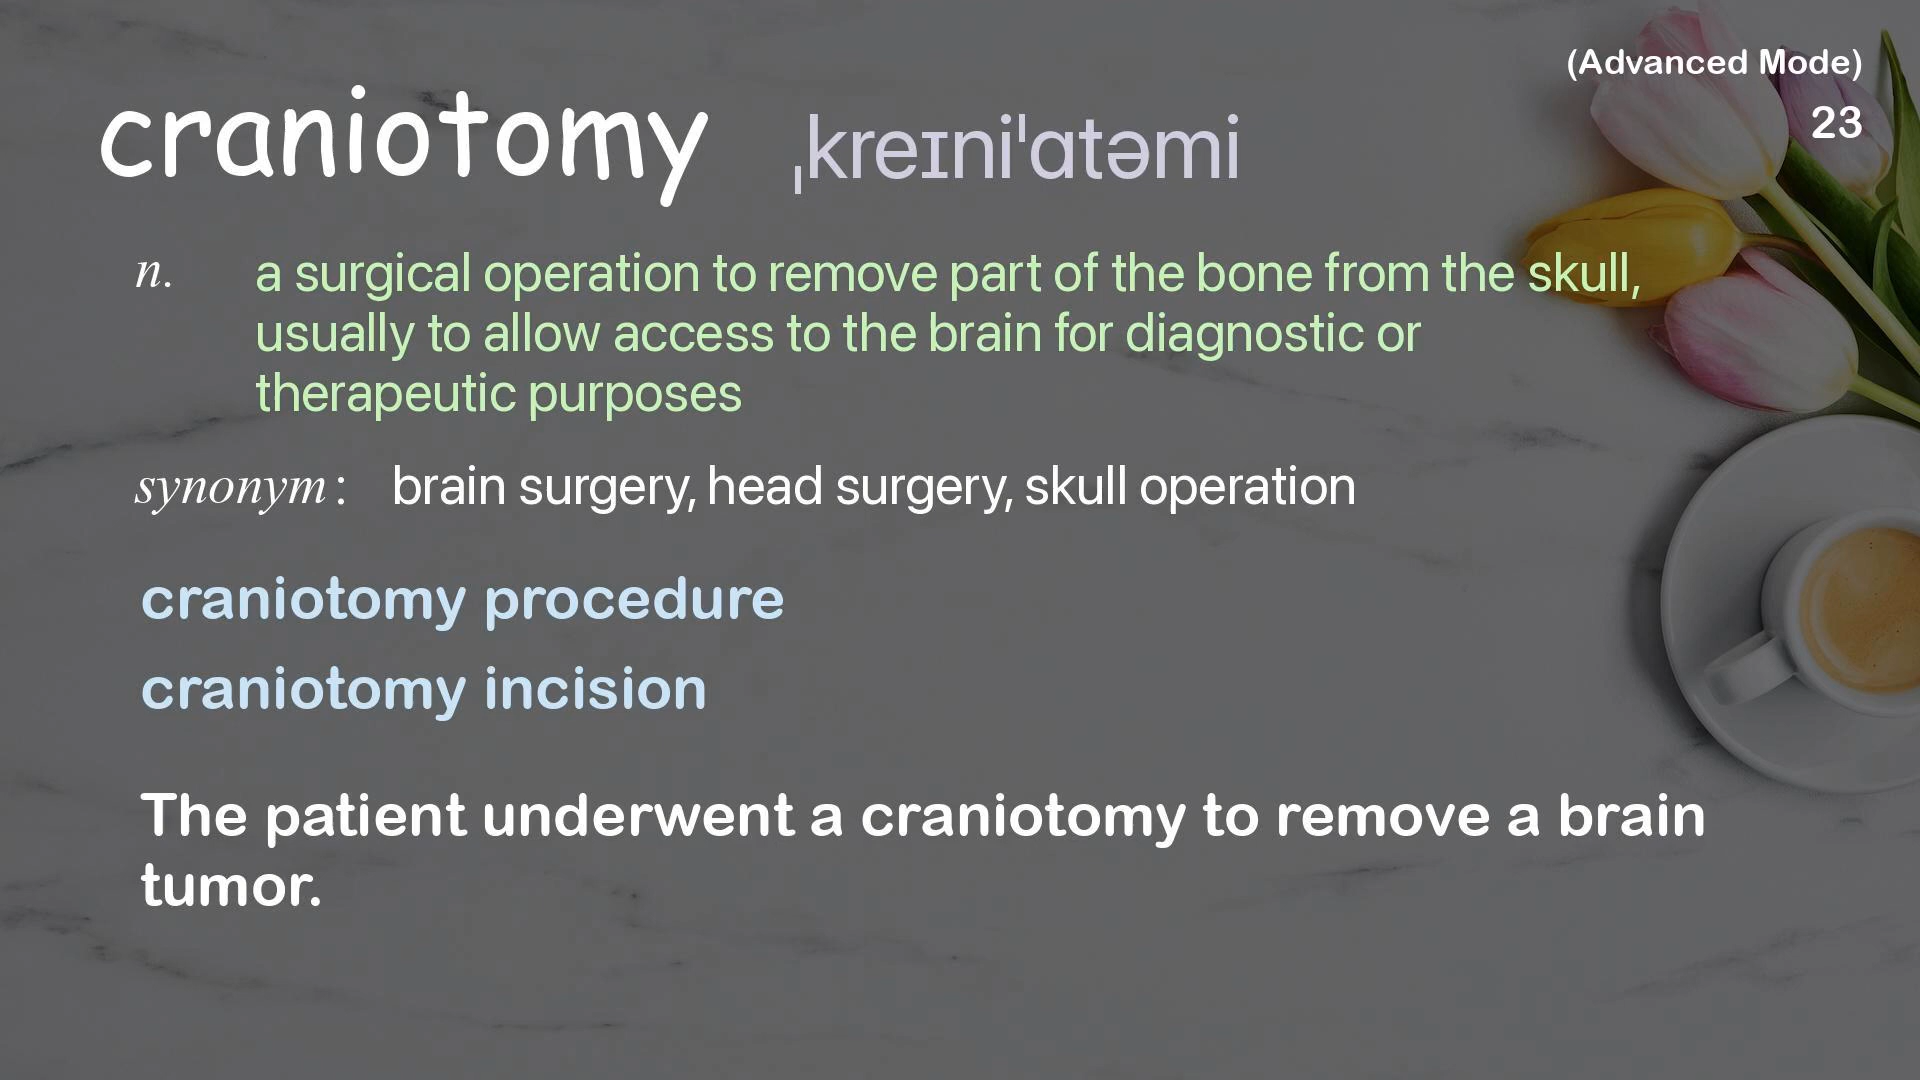 (Advanced Mode)
23
craniotomy ˌkreɪniˈɑtəmi
n. a surgical operation to remove part of the bone from the skull,
usually to allow access to the brain for diagnostic or
therapeutic purposes
synonym : brain surgery, head surgery, skull operation
craniotomy procedure
craniotomy incision
The patient underwent a craniotomy to remove a brain
tumor.